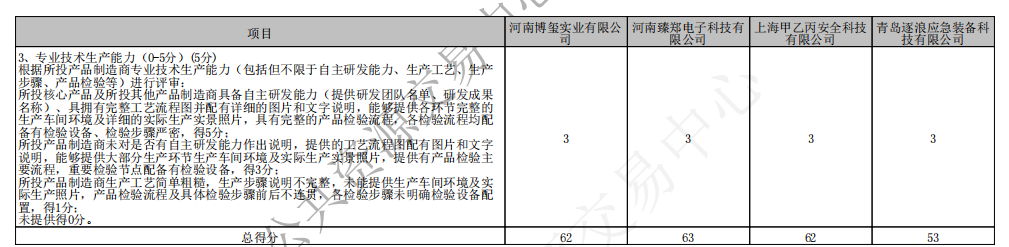 项目
河南博玺实业有限公
司
河南臻郑电子科技有
限公司
上海甲乙丙安全科技
有限公司
青岛逐浪应急装备科
技有限公司
3、专业技术生产能力（0-5分）(5分)
根据所投产品制造商专业技术生产能力（包括但不限于自主研发能力、生产工艺、生产
步骤、产品检验等）进行评审；
所投核心产品及所投其他产品制造商具备自主研发能力（提供研发团队名单、研发成果
名称）、具拥有完整工艺流程图并配有详细的图片和文字说明，能够提供各环节完整的
生产车间环境及详细的实际生产实景照片，具有完整的产品检验流程，各检验流程均配
备有检验设备、检验步骤严密，得5分；
所投产品制造商未对是否有自主研发能力作出说明，提供的工艺流程图配有图片和文字
说明，能够提供大部分生产环节生产车间环境及实际生产实景照片，提供有产品检验主
要流程，重要检验节点配备有检验设备，得3分；
所投产品制造商生产工艺简单粗糙，生产步骤说明不完整，未能提供生产车间环境及实
际生产照片，产品检验流程及具体检验步骤前后不连贯，各检验步骤未明确检验设备配
置，得1分；
未提供得0分。
3
3
3
3
总得分
62
63
62
53
公共资源交易中心
交易中心